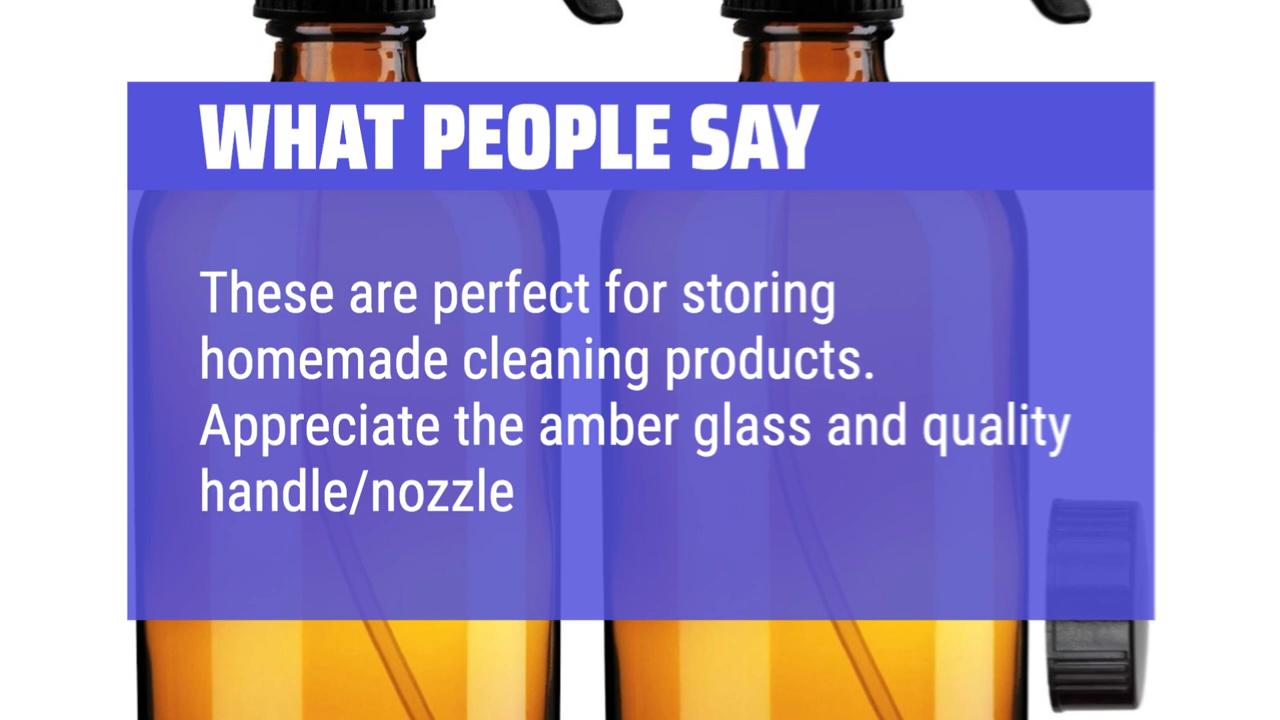 WHAT PEOPLE SAY
These are perfect for storing
homemade cleaning products.
Appreciate the amber glass and quality
handle/nozzle